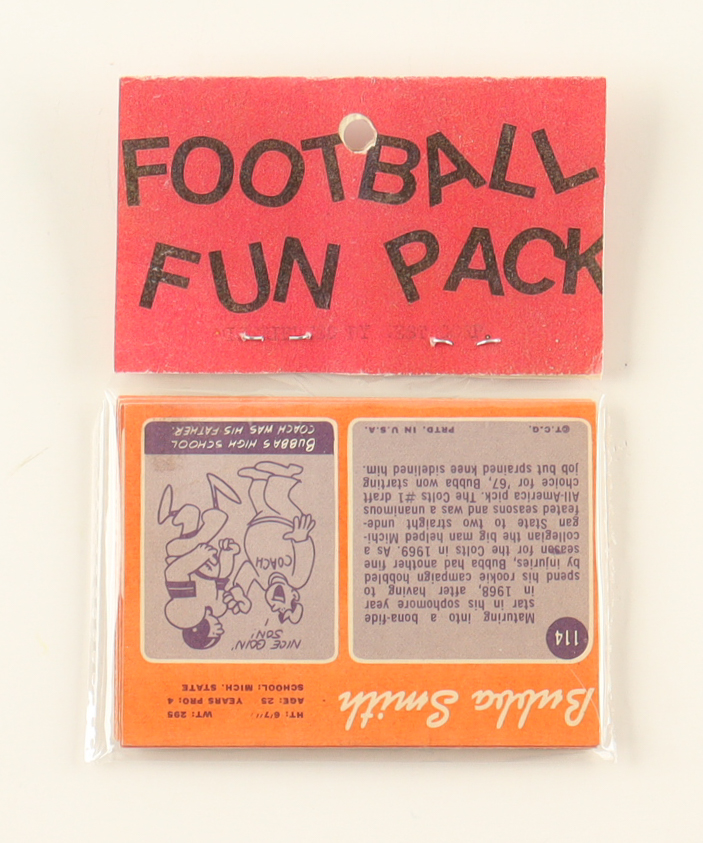 FOOTBALL
FUN PACK
Bubba Smith
HT: 6'7" WT: 295
AGE: 25 YEARS PRO: 4
SCHOOL: MICH. STATE
114
Maturing into a bona-fide
star in his sophomore year
in 1968, after having to
spend his rookie campaign hobbled
by injuries, Bubba had another fine
season for the Colts in 1969. As a
collegian the big man helped Michi-
gan State to two straight unde-
feated seasons and was a unanimous
All-America pick. The Colts #1 draft
choice for '67, Bubba won starting
job but sprained knee sidelined him.
©T.C.G. PRTD. IN U.S.A.
NICE GOIN'
SON!
COACH
BUBBA'S HIGH SCHOOL
COACH WAS HIS FATHER.